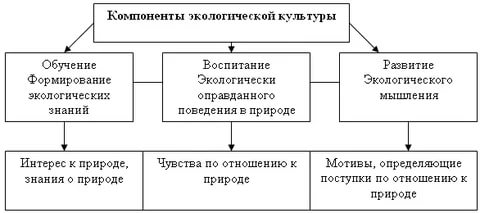 Компоненты экологической культуры
Обучение
Формирование
экологических
знаний
Воспитание
Экологически
оправданного
поведения в природе
Развитие
Экологического
мышления
Интерес к природе,
знания о природе
Чувства по отношению к
природе
Мотивы, определяющие
поступки по отношению к
природе